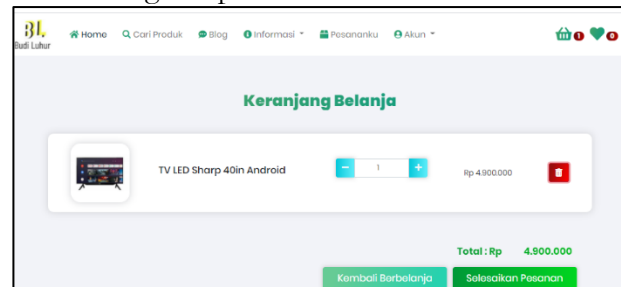 BL
Budi Luhur
Home Cari Produk Blog Informasi Pesananku Akun 0 0
Keranjang Belanja
TV LED Sharp 40in Android - 1 + Rp 4.900.000
Total : Rp 4.900.000
Kembali Berbelanja Selesaikan Pesanan